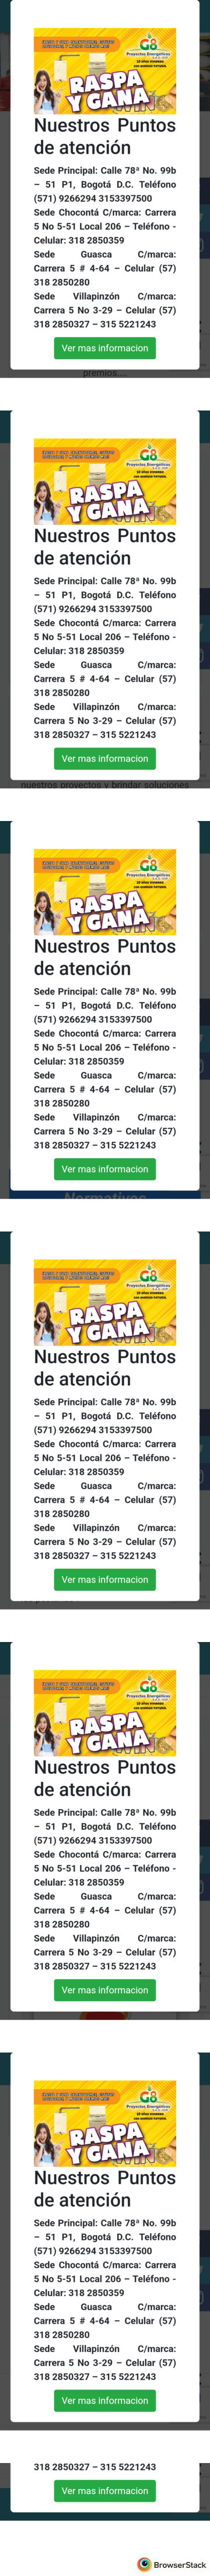 G8
Proyectos Energéticos
RASPA
Y GANA
Nuestros Puntos
de atención
Sede Principal: Calle 78ª No. 99b
– 51 P1, Bogotá D.C. Teléfono
(571) 9266294 3153397500
Sede Chocontá C/marca: Carrera
5 No 5-51 Local 206 – Teléfono -
Celular: 318 2850359
Sede Guasca C/marca:
Carrera 5 # 4-64 – Celular (57)
318 2850280
Sede Villapinzón C/marca:
Carrera 5 No 3-29 – Celular (57)
318 2850327 – 315 5221243
Ver mas informacion
premios....
G8
Proyectos Energéticos
RASPA
Y GANA
Nuestros Puntos
de atención
Sede Principal: Calle 78ª No. 99b
– 51 P1, Bogotá D.C. Teléfono
(571) 9266294 3153397500
Sede Chocontá C/marca: Carrera
5 No 5-51 Local 206 – Teléfono -
Celular: 318 2850359
Sede Guasca C/marca:
Carrera 5 # 4-64 – Celular (57)
318 2850280
Sede Villapinzón C/marca:
Carrera 5 No 3-29 – Celular (57)
318 2850327 – 315 5221243
Ver mas informacion
nuestros proyectos y brindar soluciones
G8
Proyectos Energéticos
RASPA
Y GANA
Nuestros Puntos
de atención
Sede Principal: Calle 78ª No. 99b
– 51 P1, Bogotá D.C. Teléfono
(571) 9266294 3153397500
Sede Chocontá C/marca: Carrera
5 No 5-51 Local 206 – Teléfono -
Celular: 318 2850359
Sede Guasca C/marca:
Carrera 5 # 4-64 – Celular (57)
318 2850280
Sede Villapinzón C/marca:
Carrera 5 No 3-29 – Celular (57)
318 2850327 – 315 5221243
Ver mas informacion
Normativos
G8
Proyectos Energéticos
RASPA
Y GANA
Nuestros Puntos
de atención
Sede Principal: Calle 78ª No. 99b
– 51 P1, Bogotá D.C. Teléfono
(571) 9266294 3153397500
Sede Chocontá C/marca: Carrera
5 No 5-51 Local 206 – Teléfono -
Celular: 318 2850359
Sede Guasca C/marca:
Carrera 5 # 4-64 – Celular (57)
318 2850280
Sede Villapinzón C/marca:
Carrera 5 No 3-29 – Celular (57)
318 2850327 – 315 5221243
Ver mas informacion
G8
Proyectos Energéticos
RASPA
Y GANA
Nuestros Puntos
de atención
Sede Principal: Calle 78ª No. 99b
– 51 P1, Bogotá D.C. Teléfono
(571) 9266294 3153397500
Sede Chocontá C/marca: Carrera
5 No 5-51 Local 206 – Teléfono -
Celular: 318 2850359
Sede Guasca C/marca:
Carrera 5 # 4-64 – Celular (57)
318 2850280
Sede Villapinzón C/marca:
Carrera 5 No 3-29 – Celular (57)
318 2850327 – 315 5221243
Ver mas informacion
G8
Proyectos Energéticos
RASPA
Y GANA
Nuestros Puntos
de atención
Sede Principal: Calle 78ª No. 99b
– 51 P1, Bogotá D.C. Teléfono
(571) 9266294 3153397500
Sede Chocontá C/marca: Carrera
5 No 5-51 Local 206 – Teléfono -
Celular: 318 2850359
Sede Guasca C/marca:
Carrera 5 # 4-64 – Celular (57)
318 2850280
Sede Villapinzón C/marca:
Carrera 5 No 3-29 – Celular (57)
318 2850327 – 315 5221243
Ver mas informacion
318 2850327 – 315 5221243
Ver mas informacion
BrowserStack